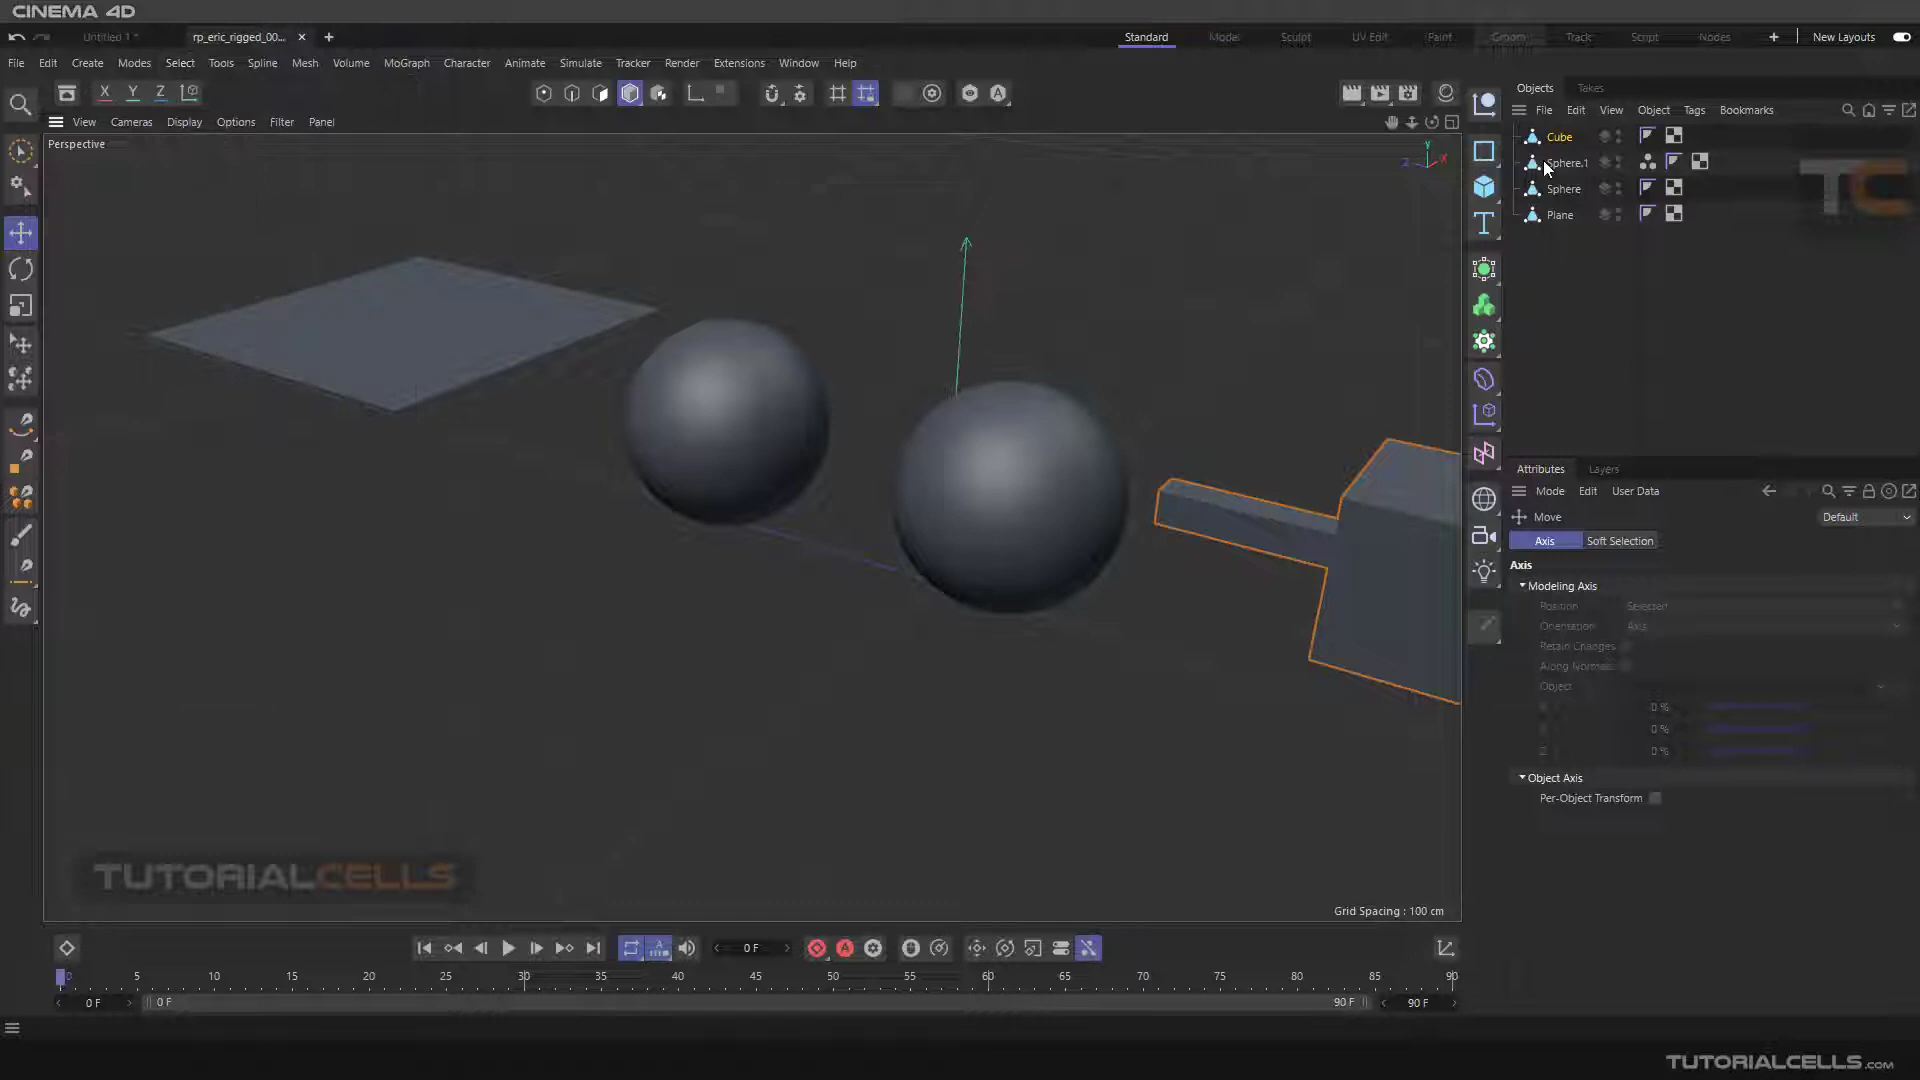 CINEMA 4D
Untitled 1 *
rp_eric_rigged_00...
Standard
Model
Sculpt
UV Edit
Paint
Groom
Track
Script
Nodes
New Layouts
File Edit Create Modes Select Tools Spline Mesh Volume MoGraph Character Animate Simulate Tracker Render Extensions Window Help
X Y Z
Objects Takes
File Edit View Object Tags Bookmarks
View Cameras Display Options Filter Panel
Perspective
Y
X
Z
Cube
Sphere.1
Sphere
Plane
TC
Attributes Layers
Mode Edit User Data
Move
Default
Axis Soft Selection
Axis
Modeling Axis
Position Selected
Orientation Axis
Retain Changes
Along Normals
Object
0 %
0 %
Z 0 %
Object Axis
Per-Object Transform
TUTORIALCELLS
Grid Spacing : 100 cm
0 F
0 5 10 15 20 25 30 35 40 45 50 55 60 65 70 75 80 85 90
0 F
0 F
90 F
90 F
TUTORIALCELLS.com